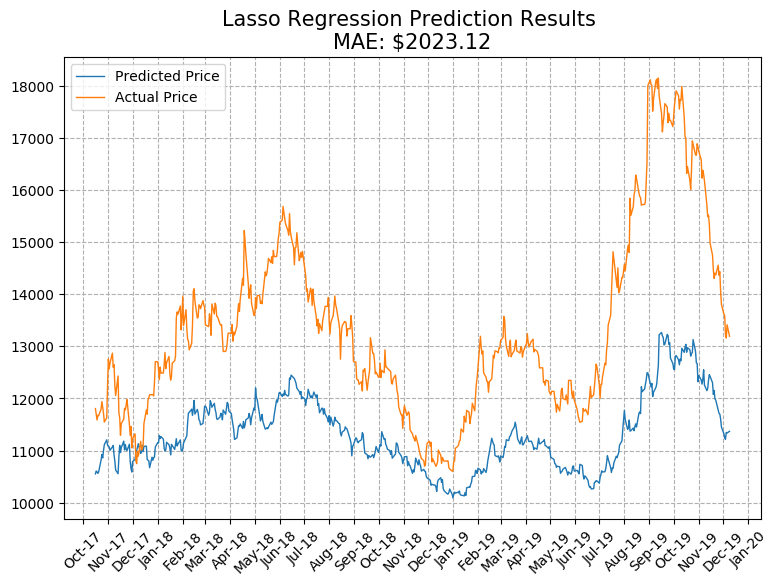 Lasso Regression Prediction Results
MAE: $2023.12
Predicted Price
Actual Price
18000
17000
16000
15000
14000
13000
12000
11000
10000
Oct-17
Nov-17
Dec-17
Jan-18
Feb-18
Mar-18
Apr-18
May-18
Jun-18
Jul-18
Aug-18
Sep-18
Oct-18
Nov-18
Dec-18
Jan-19
Feb-19
Mar-19
Apr-19
May-19
Jun-19
Jul-19
Aug-19
Sep-19
Oct-19
Nov-19
Dec-19
Jan-20